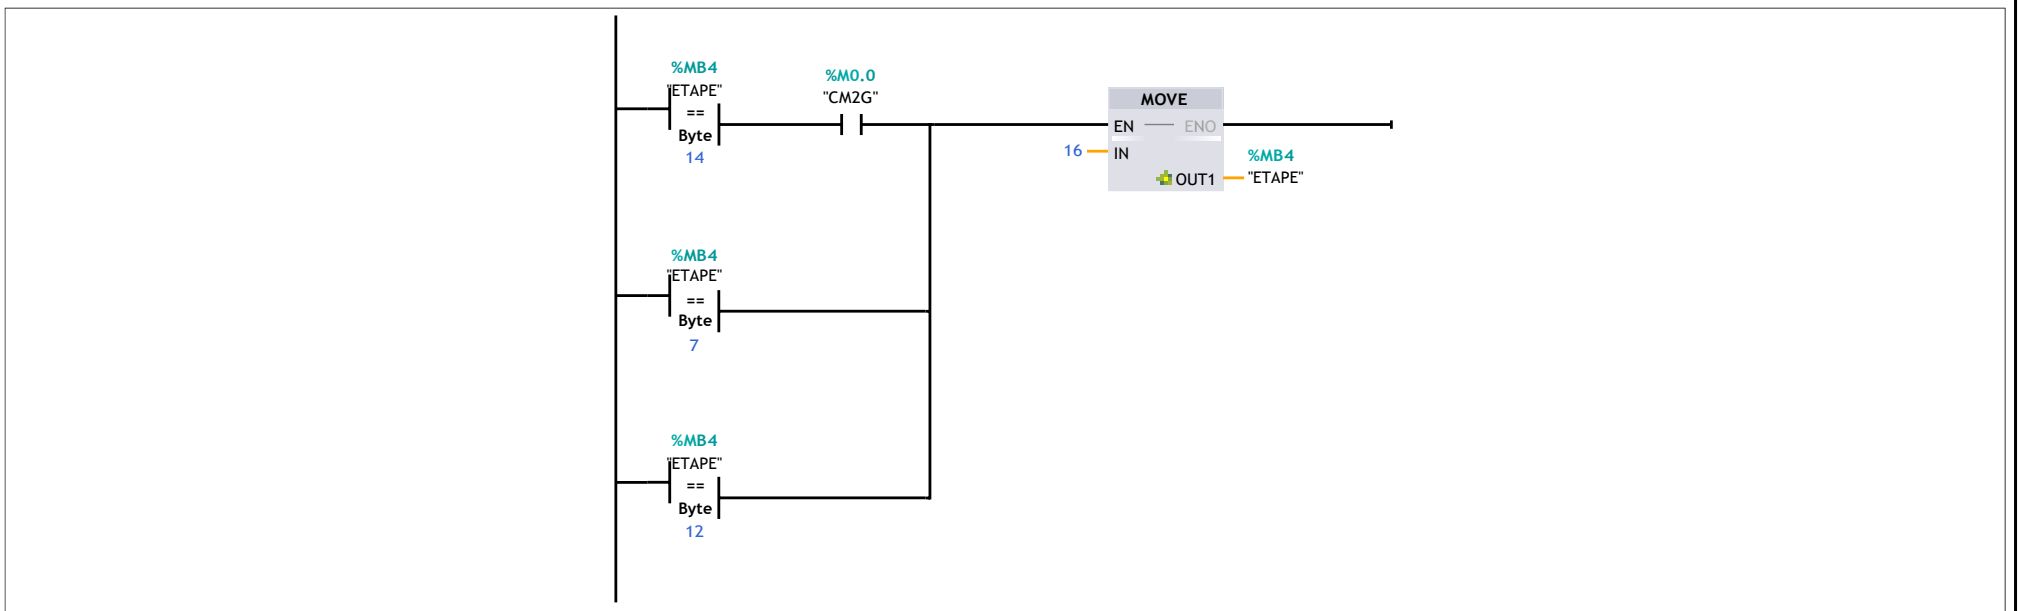 %MB4
"ETAPE"
==
Byte
14
%M0.0
"CM2G"
MOVE
EN
ENO
16
IN
OUT1
%MB4
"ETAPE"
%MB4
"ETAPE"
==
Byte
7
%MB4
"ETAPE"
==
Byte
12